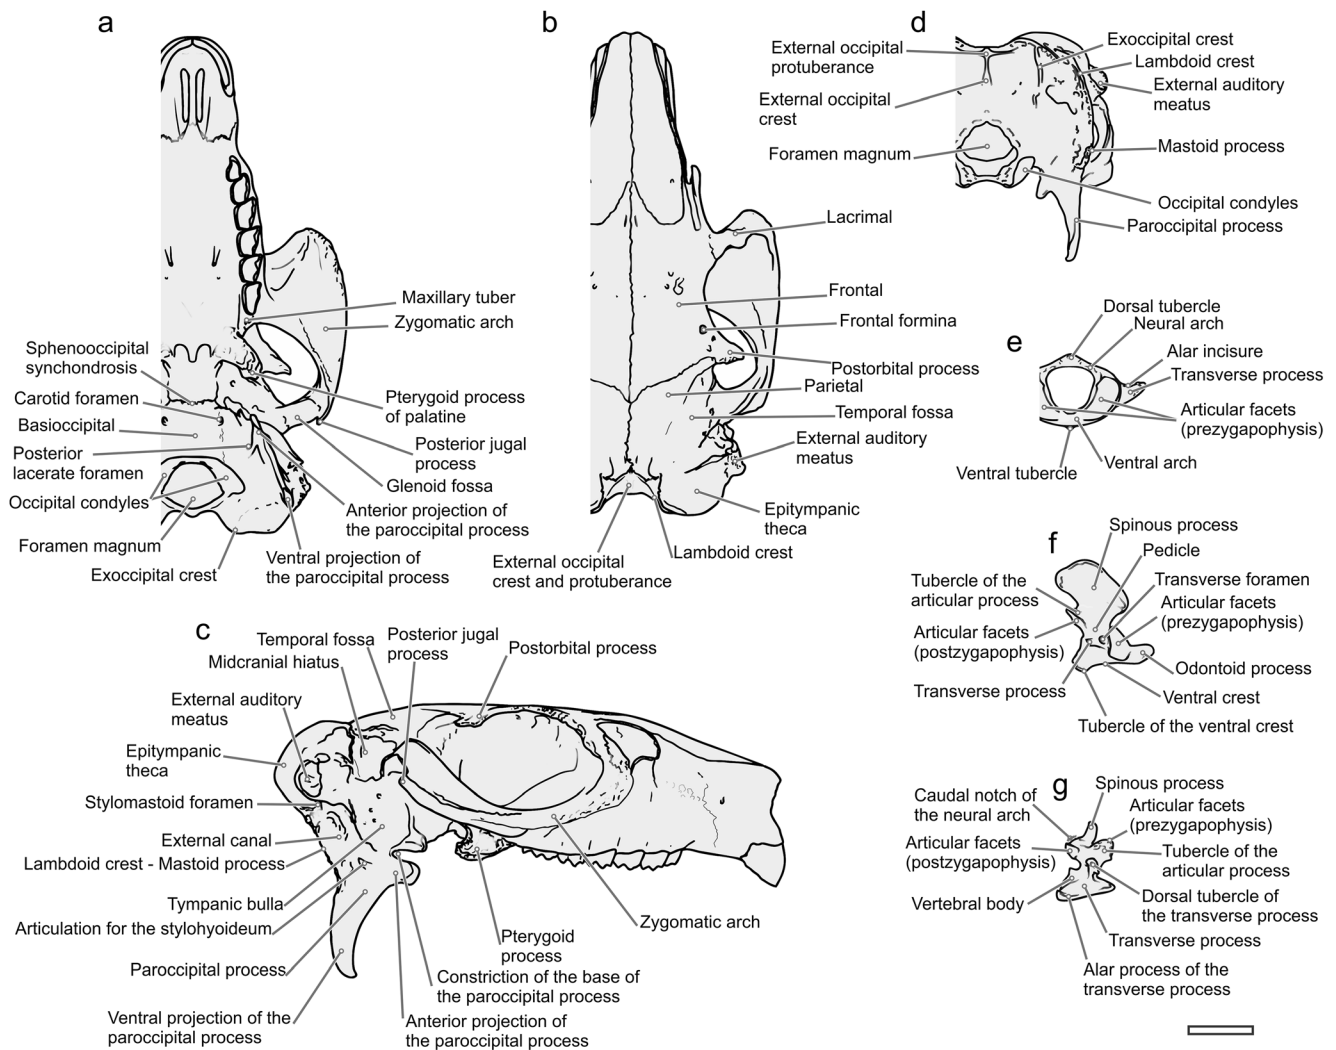 a
Maxillary tuber
Zygomatic arch
Sphenooccipital
synchondrosis
Carotid foramen
Basioccipital
Posterior
lacerate foramen
Occipital condyles
Foramen magnum
Exoccipital crest
Pterygoid process
of palatine
Posterior jugal
process
Glenoid fossa
Anterior projection of
the paroccipital process
Ventral projection of
the paroccipital process
b
Lacrimal
Frontal
Frontal formina
Postorbital process
Parietal
Temporal fossa
External auditory
meatus
Epitympanic
theca
Lambdoid crest
External occipital
crest and protuberance
c
Temporal fossa
Midcranial hiatus
Posterior jugal
process
Postorbital process
External auditory
meatus
Epitympanic
theca
Stylomastoid foramen
External canal
Lambdoid crest - Mastoid process
Tympanic bulla
Articulation for the stylohyoideum
Paroccipital process
Ventral projection of the
paroccipital process
Zygomatic arch
Pterygoid
process
Constriction of the base of
the paroccipital process
Anterior projection of
the paroccipital process
d
External occipital
protuberance
External occipital
crest
Foramen magnum
Exoccipital crest
Lambdoid crest
External auditory
meatus
Mastoid process
Occipital condyles
Paroccipital process
e
Dorsal tubercle
Neural arch
Alar incisure
Transverse process
Articular facets
(prezygapophysis)
Ventral arch
Ventral tubercle
f
Spinous process
Pedicle
Transverse foramen
Articular facets
(prezygapophysis)
Tubercle of the
articular process
Articular facets
(postzygapophysis)
Transverse process
Odontoid process
Ventral crest
Tubercle of the ventral crest
g
Spinous process
Caudal notch of
the neural arch
Articular facets
(prezygapophysis)
Articular facets
(postzygapophysis)
Tubercle of the
articular process
Vertebral body
Dorsal tubercle of
the transverse process
Transverse process
Alar process of the
transverse process